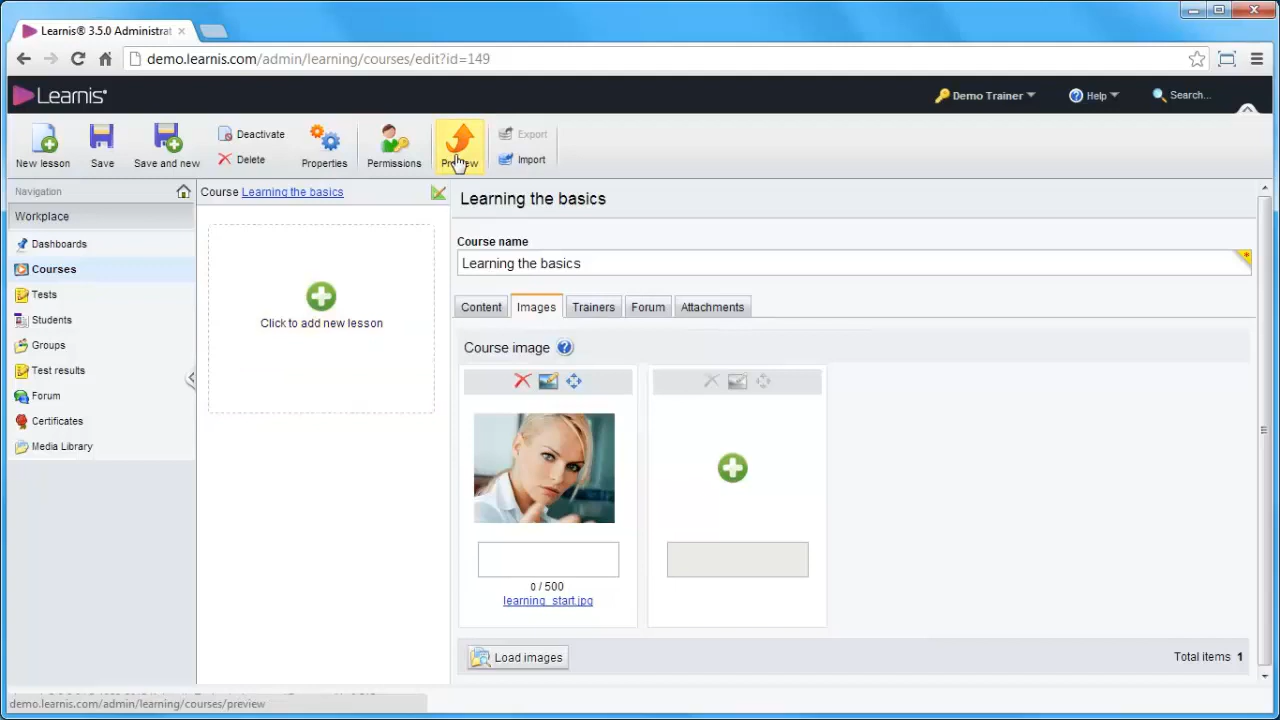 Learnis® 3.5.0 Administrat
demo.learnis.com/admin/learning/courses/edit?id=149
Learnis®
Demo Trainer
Help
Search...
New lesson
Save
Save and new
Deactivate
Delete
Properties
Permissions
Preview
Export
Import
Navigation
Workplace
Dashboards
Courses
Tests
Students
Groups
Test results
Forum
Certificates
Media Library
Course Learning the basics
Click to add new lesson
Learning the basics
Course name
Learning the basics
Content
Images
Trainers
Forum
Attachments
Course image
0 / 500
learning_start.jpg
Load images
Total items 1
demo.learnis.com/admin/learning/courses/preview